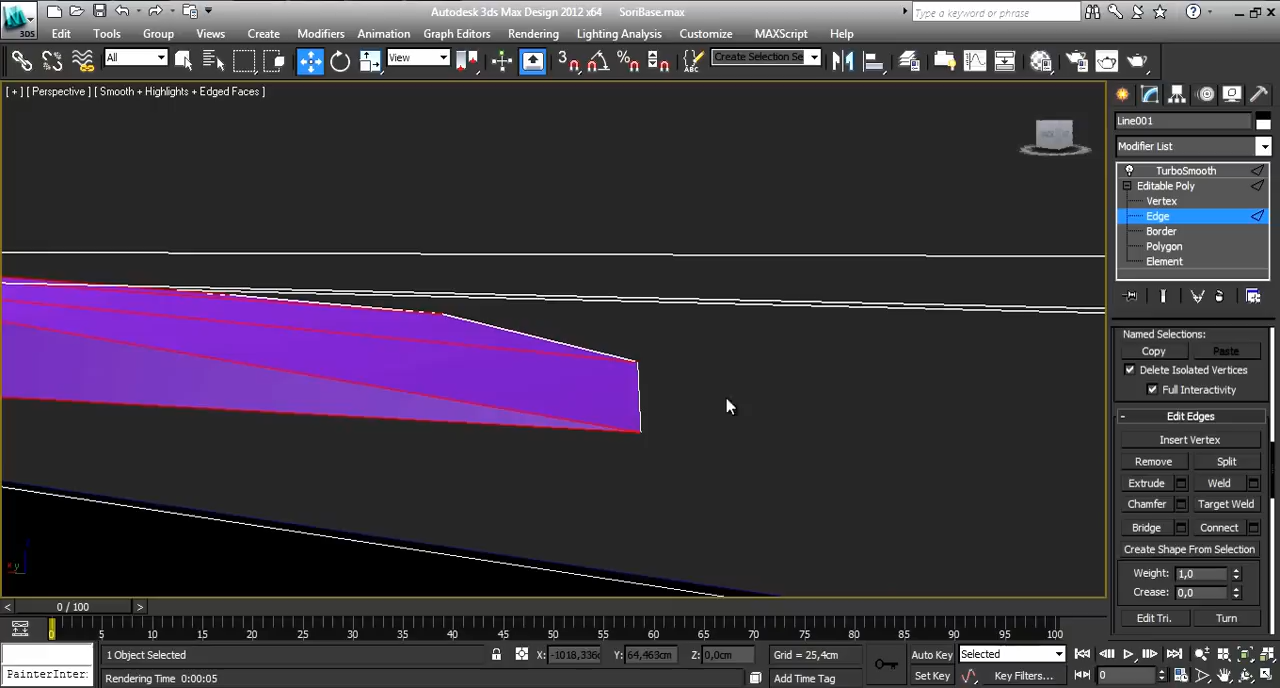 Autodesk 3ds Max Design 2012 x64 SoriBase.max
Type a keyword or phrase
3DS
Edit Tools Group Views Create Modifiers Animation Graph Editors Rendering Lighting Analysis Customize MAXScript Help
All View Create Selection Se
[ + ] [ Perspective ] [ Smooth + Highlights + Edged Faces ]
Line001
Modifier List
TurboSmooth
Editable Poly
Vertex
Edge
Border
Polygon
Element
Named Selections:
Copy Paste
Delete Isolated Vertices
Full Interactivity
- Edit Edges
Insert Vertex
Remove Split
Extrude Weld
Chamfer Target Weld
Bridge Connect
Create Shape From Selection
Weight: 1,0
Crease: 0,0
Edit Tri. Turn
x y
< 0 / 100 >
0 5 10 15 20 25 30 35 40 45 50 55 60 65 70 75 80 85 90 95 100
1 Object Selected X: -1018,336c Y: 64,463cm Z: 0,0cm Grid = 25,4cm Auto Key Selected
PainterInter: Rendering Time 0:00:05 Add Time Tag Set Key Key Filters... 0